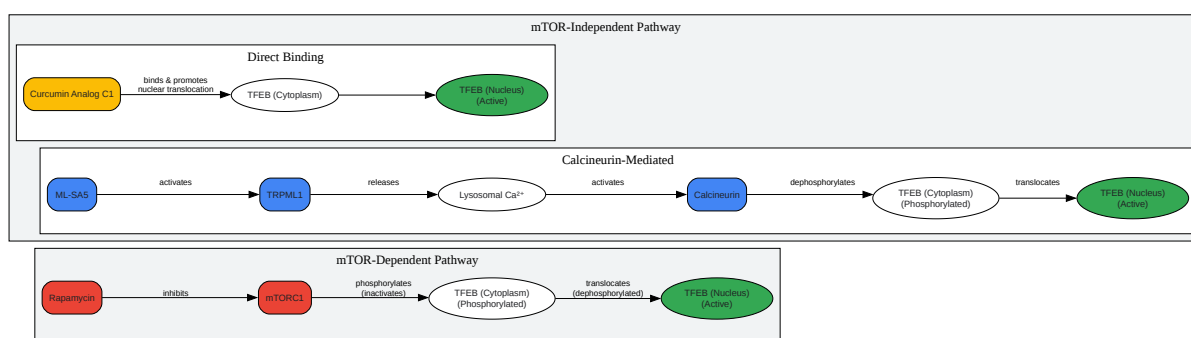 mTOR-Independent Pathway
Direct Binding
Curcumin Analog C1
binds & promotes
nuclear translocation
TFEB (Cytoplasm)
TFEB (Nucleus)
(Active)
Calcineurin-Mediated
ML-SA5
activates
TRPML1
releases
Lysosomal Ca²⁺
activates
Calcineurin
dephosphorylates
TFEB (Cytoplasm)
(Phosphorylated)
translocates
TFEB (Nucleus)
(Active)
mTOR-Dependent Pathway
Rapamycin
inhibits
mTORC1
phosphorylates
(inactivates)
TFEB (Cytoplasm)
(Phosphorylated)
translocates
(dephosphorylated)
TFEB (Nucleus)
(Active)